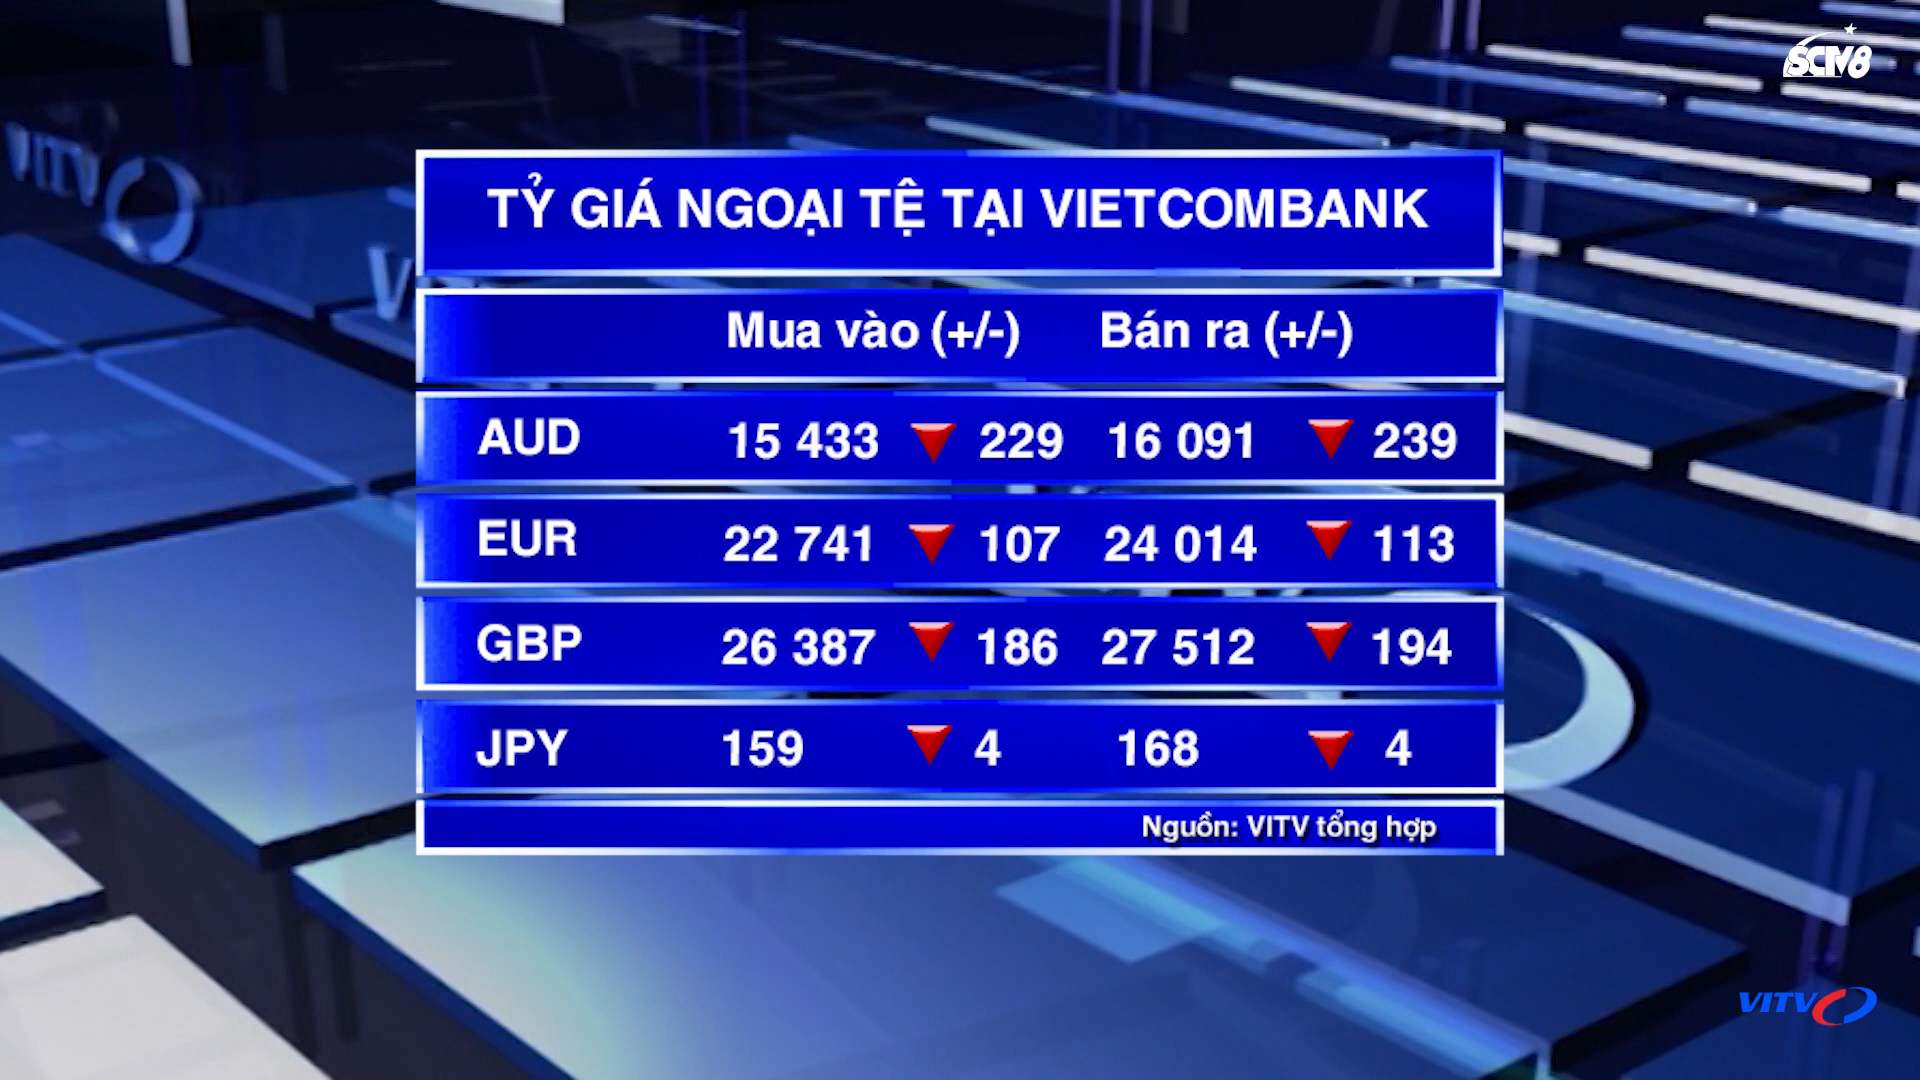 SCTV8
VITV
TỶ GIÁ NGOẠI TỆ TẠI VIETCOMBANK
Mua vào (+/-) Bán ra (+/-)
AUD 15 433 229 16 091 239
EUR 22 741 107 24 014 113
GBP 26 387 186 27 512 194
JPY 159 4 168 4
Nguồn: VITV tổng hợp
VITV